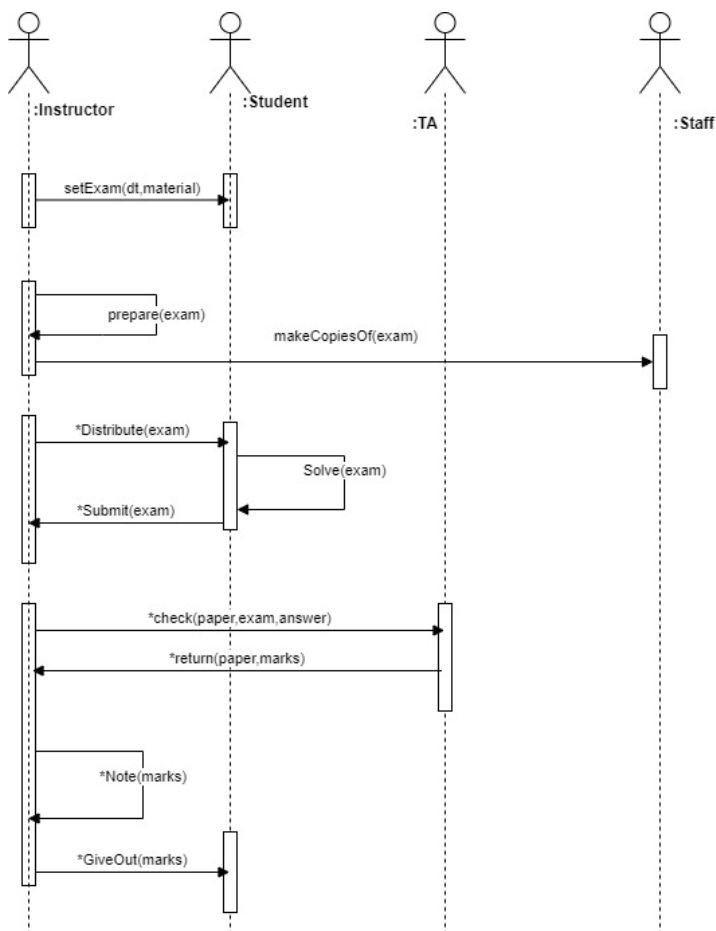 :Instructor
:Student
:TA
:Staff
setExam(dt,material)
prepare(exam)
makeCopiesOf(exam)
*Distribute(exam)
Solve(exam)
*Submit(exam)
*check(paper,exam,answer)
*return(paper,marks)
*Note(marks)
*GiveOut(marks)